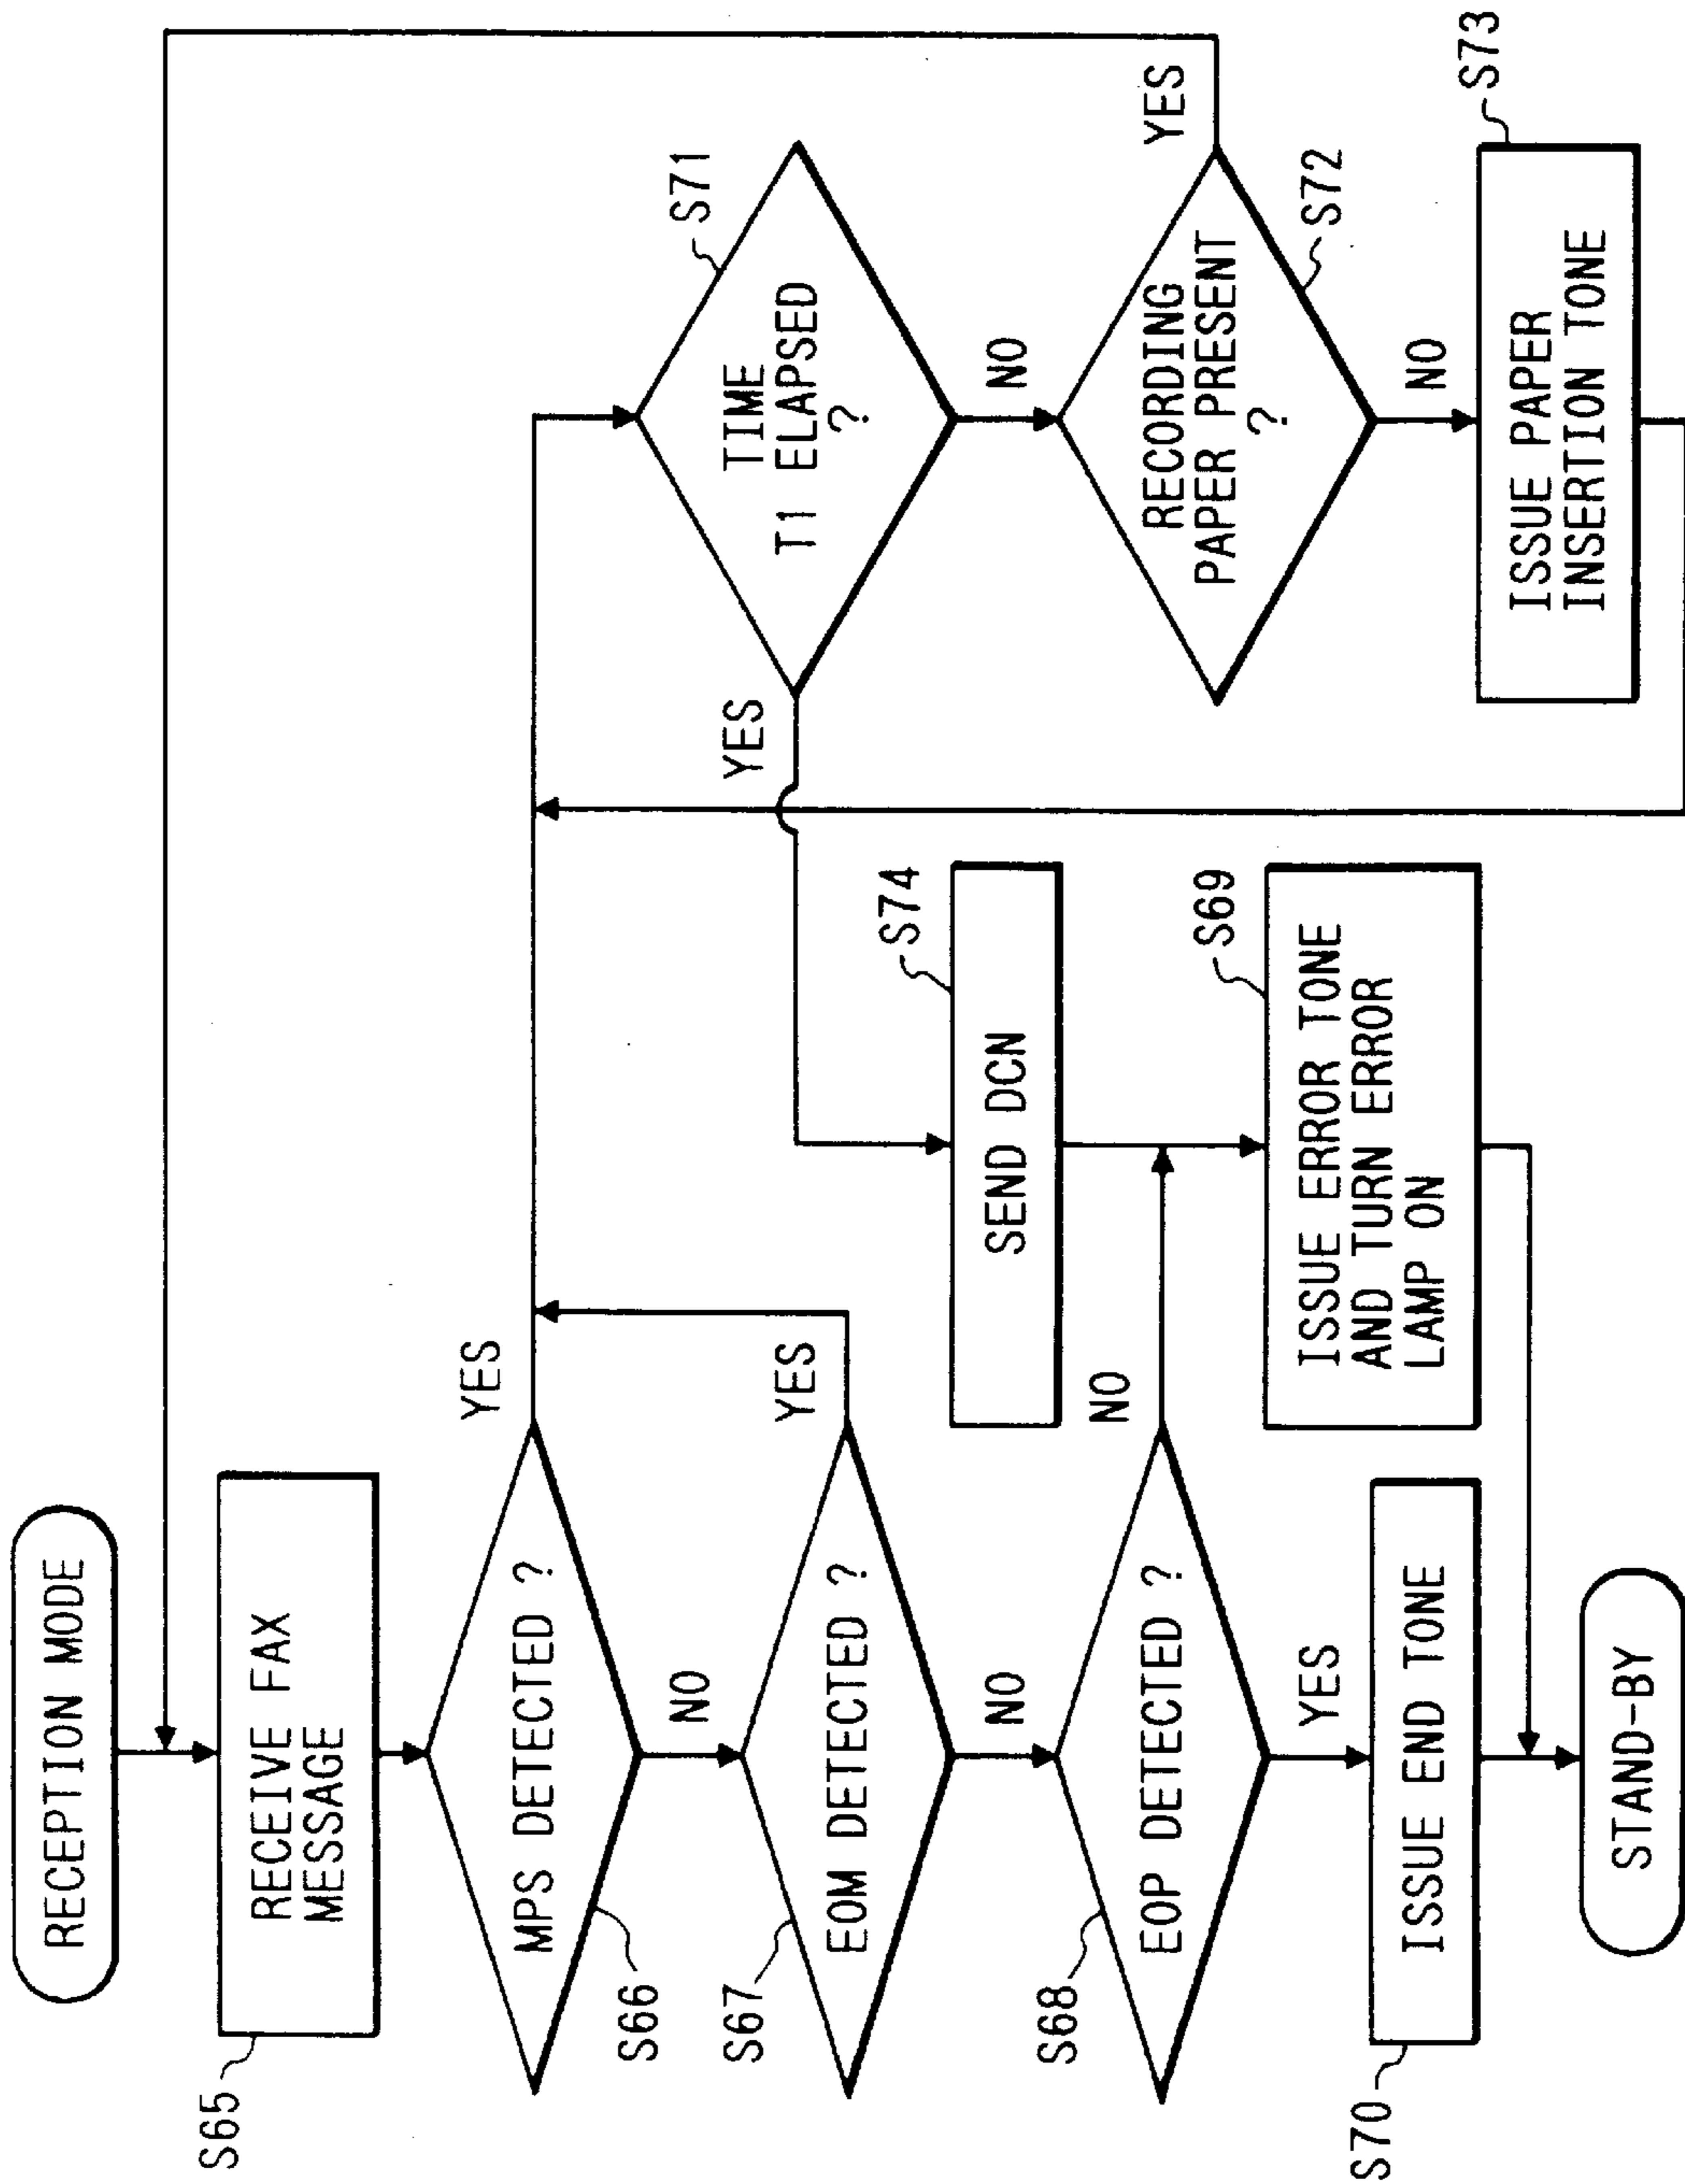 RECEPTION MODE
RECEIVE FAX
MESSAGE
S65
MPS DETECTED ?
S66
YES
NO
EOM DETECTED ?
S67
YES
NO
EOP DETECTED ?
S68
NO
YES
ISSUE END TONE
S70
STAND-BY
SEND DCN
S74
ISSUE ERROR TONE
AND TURN ERROR
LAMP ON
S69
TIME
T1 ELAPSED
?
S71
YES
NO
RECORDING
PAPER PRESENT
?
S72
YES
NO
ISSUE PAPER
INSERTION TONE
S73